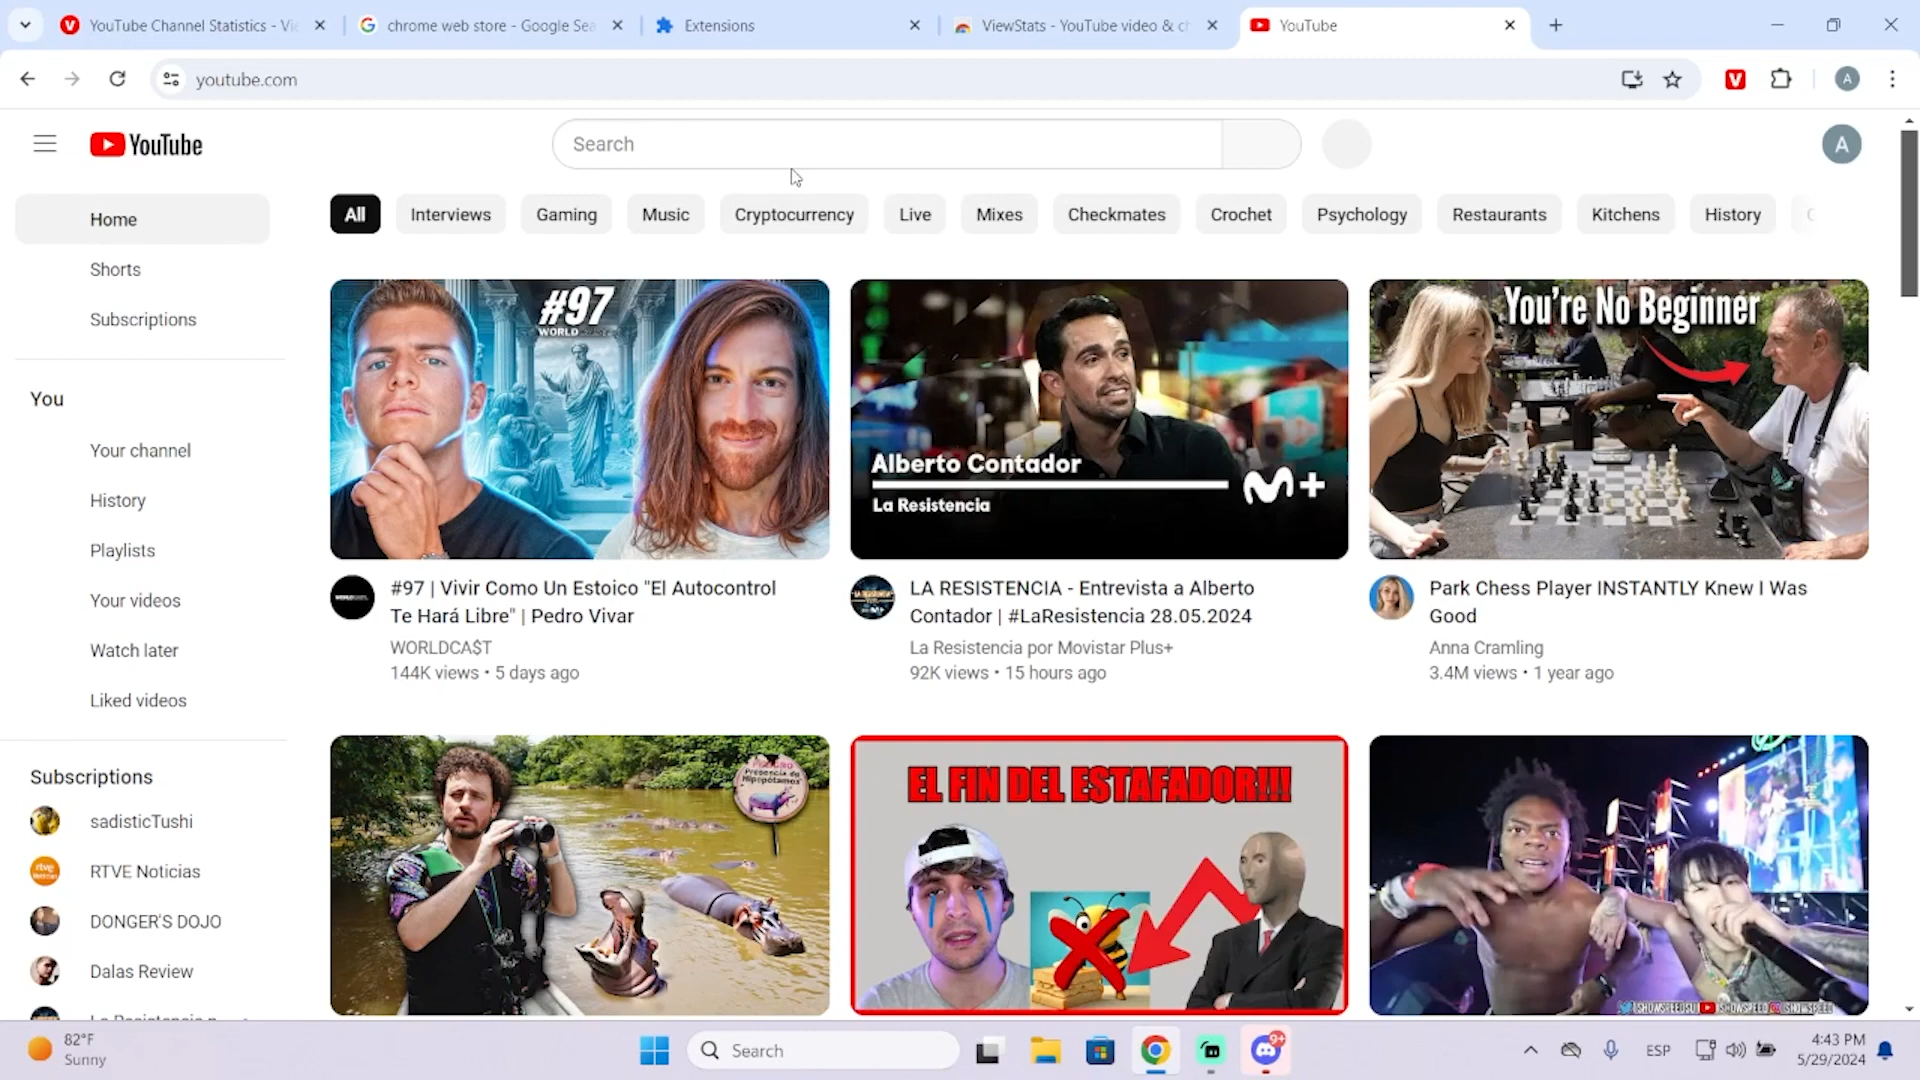 YouTube Channel Statistics - Vi
chrome web store - Google Sea
Extensions
ViewStats - YouTube video & ch
YouTube
youtube.com
A
YouTube
Search
A
Home
Shorts
Subscriptions
You
Your channel
History
Playlists
Your videos
Watch later
Liked videos
Subscriptions
sadisticTushi
RTVE Noticias
DONGER'S DOJO
Dalas Review
All
Interviews
Gaming
Music
Cryptocurrency
Live
Mixes
Checkmates
Crochet
Psychology
Restaurants
Kitchens
History
#97
WORLD
Alberto Contador
M+
La Resistencia
You're No Beginner
#97 | Vivir Como Un Estoico "El Autocontrol
Te Hará Libre" | Pedro Vivar
WORLDCA$T
144K views • 5 days ago
LA RESISTENCIA - Entrevista a Alberto
Contador | #LaResistencia 28.05.2024
La Resistencia por Movistar Plus+
92K views • 15 hours ago
Park Chess Player INSTANTLY Knew I Was
Good
Anna Cramling
3.4M views • 1 year ago
Presencia de
Hipopótamos
EL FIN DEL ESTAFADOR!!!
82°F
Sunny
Search
9+
ESP
4:43 PM
5/29/2024